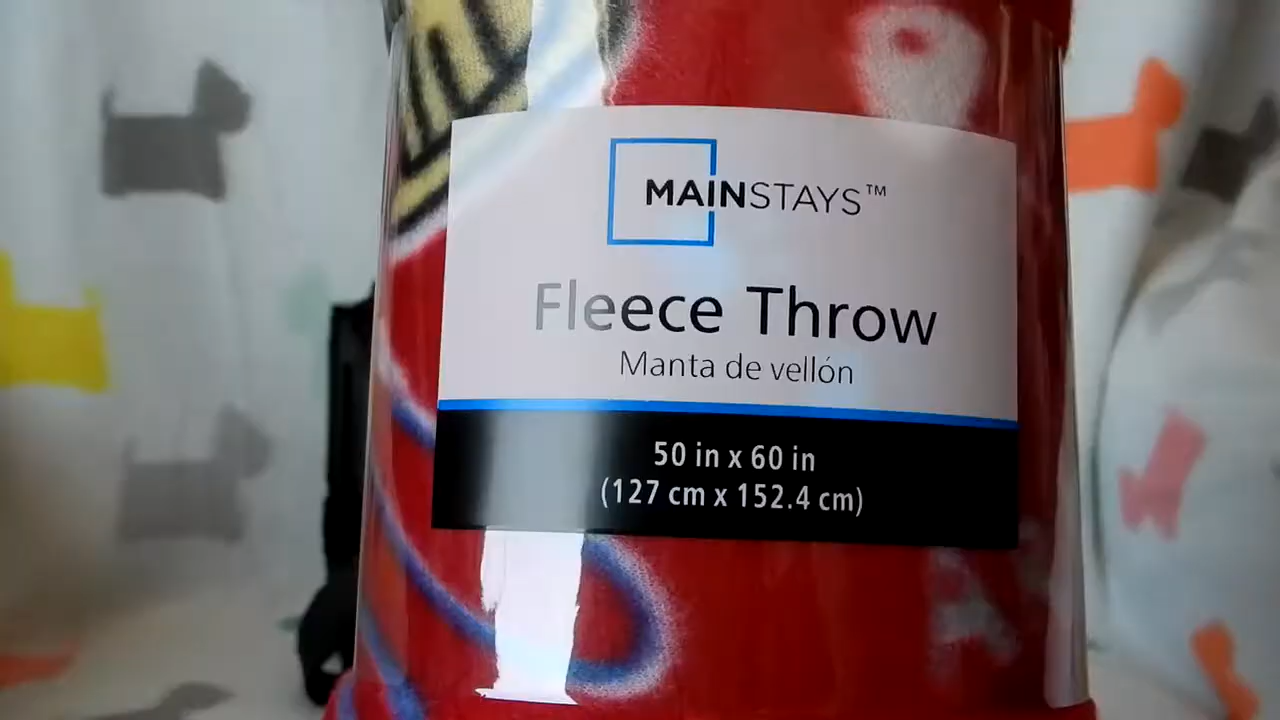 MAINSTAYS™
Fleece Throw
Manta de vellón
50 in x 60 in
(127 cm x 152.4 cm)